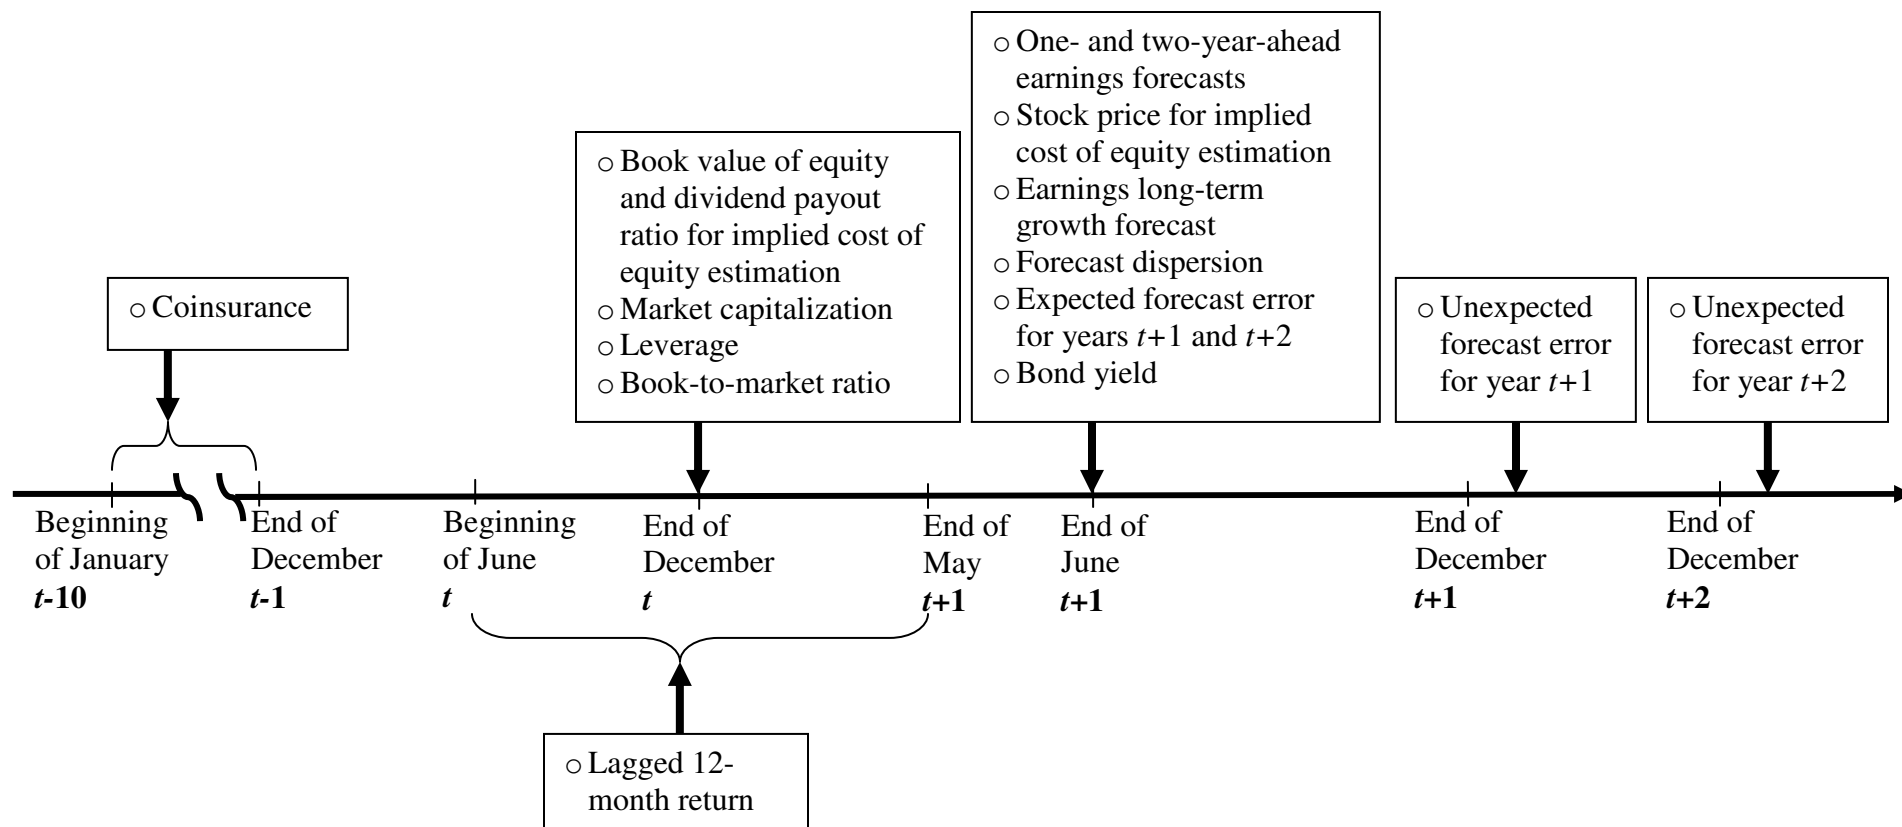 ○ Coinsurance
○ Book value of equity
and dividend payout
ratio for implied cost of
equity estimation
○ Market capitalization
○ Leverage
○ Book-to-market ratio
○ One- and two-year-ahead
earnings forecasts
○ Stock price for implied
cost of equity estimation
○ Earnings long-term
growth forecast
○ Forecast dispersion
○ Expected forecast error
for years t+1 and t+2
○ Bond yield
○ Unexpected
forecast error
for year t+1
○ Unexpected
forecast error
for year t+2
Beginning
of January
t-10
End of
December
t-1
Beginning
of June
t
End of
December
t
End of
May
t+1
End of
June
t+1
End of
December
t+1
End of
December
t+2
○ Lagged 12-
month return